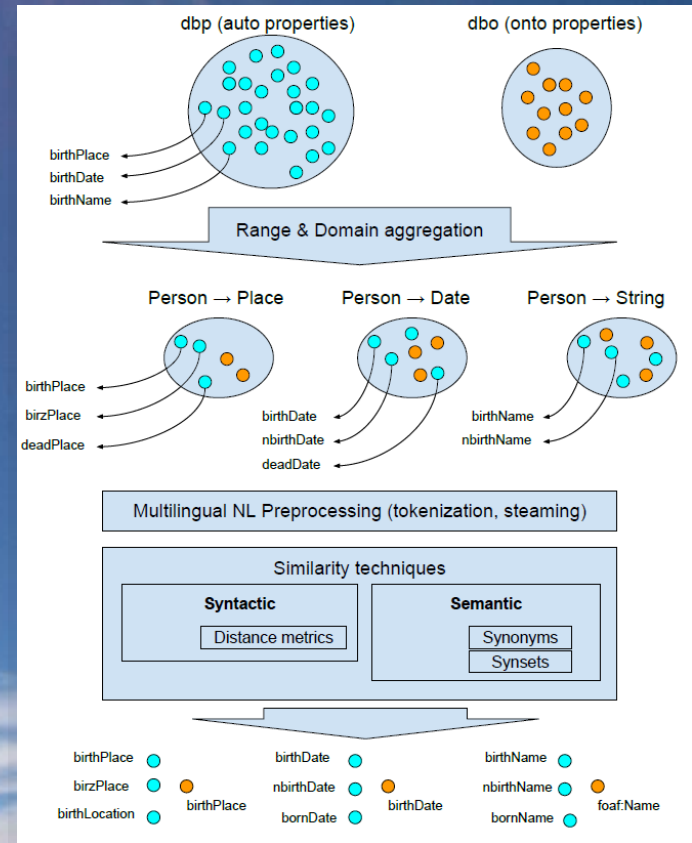 dbp (auto properties)
dbo (onto properties)
birthPlace
birthDate
birthName
Range & Domain aggregation
Person → Place
Person → Date
Person → String
birthPlace
birzPlace
deadPlace
birthDate
nbirthDate
deadDate
birthName
nbirthName
Multilingual NL Preprocessing (tokenization, steaming)
Similarity techniques
Syntactic
Distance metrics
Semantic
Synonyms
Synsets
birthPlace
birzPlace
birthLocation
birthPlace
birthDate
nbirthDate
bornDate
birthDate
birthName
nbirthName
bornName
foaf:Name